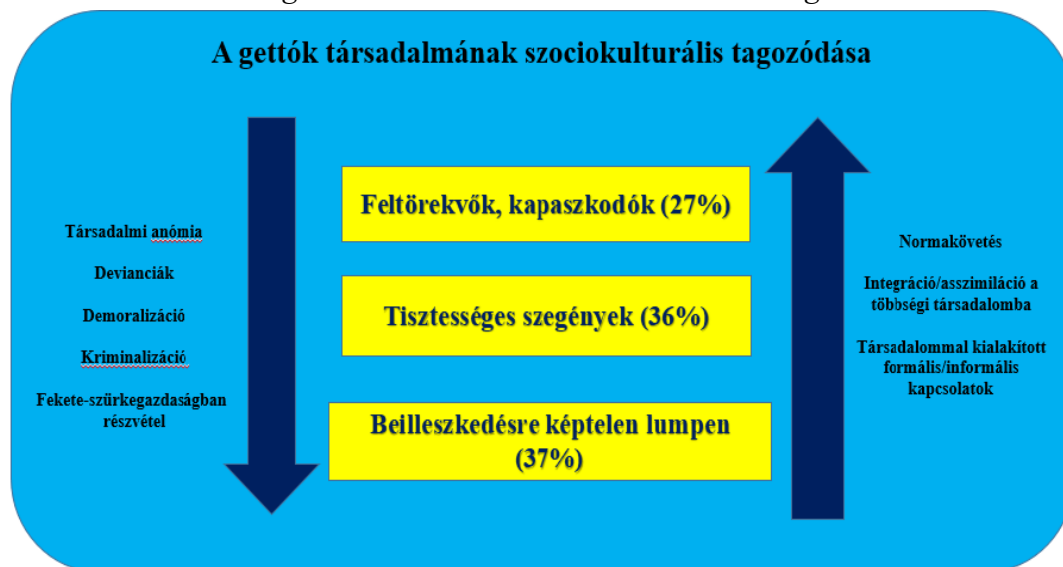 A gettók társadalmának szociokulturális tagozódása
Feltörekvők, kapaszkodók (27%)
Tisztességes szegények (36%)
Beilleszkedésre képtelen lumpen
(37%)
Társadalmi anómia
Devianciák
Demoralizáció
Kriminalizáció
Fekete-szürkegazdaságban
részvétel
Normakövetés
Integráció/asszimiláció a
többségi társadalomba
Társadalommal kialakított
formális/informális
kapcsolatok